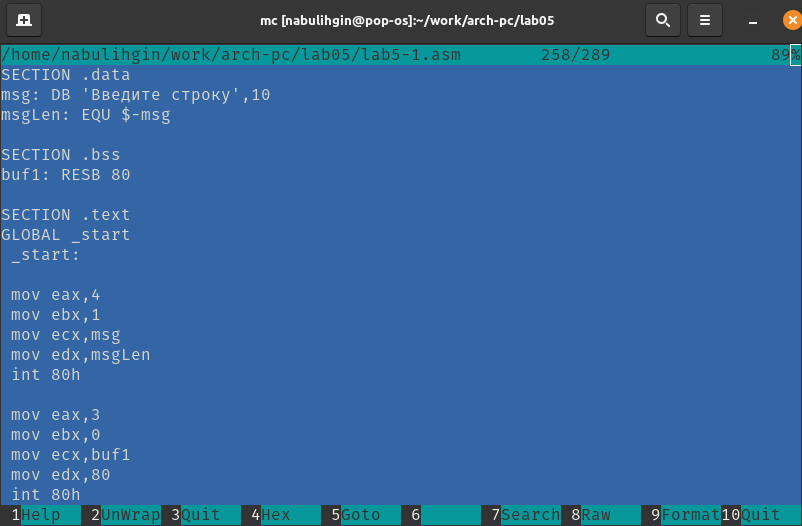 mc [nabulihgin@pop-os]:~/work/arch-pc/lab05
/home/nabulihgin/work/arch-pc/lab05/lab5-1.asm 258/289 89%
SECTION .data
msg: DB 'Введите строку',10
msgLen: EQU $-msg
SECTION .bss
buf1: RESB 80
SECTION .text
GLOBAL _start
_start:
mov eax,4
mov ebx,1
mov ecx,msg
mov edx,msgLen
int 80h
mov eax,3
mov ebx,0
mov ecx,buf1
mov edx,80
int 80h
1Help 2UnWrap 3Quit 4Hex 5Goto 6 7Search 8Raw 9Format 10Quit